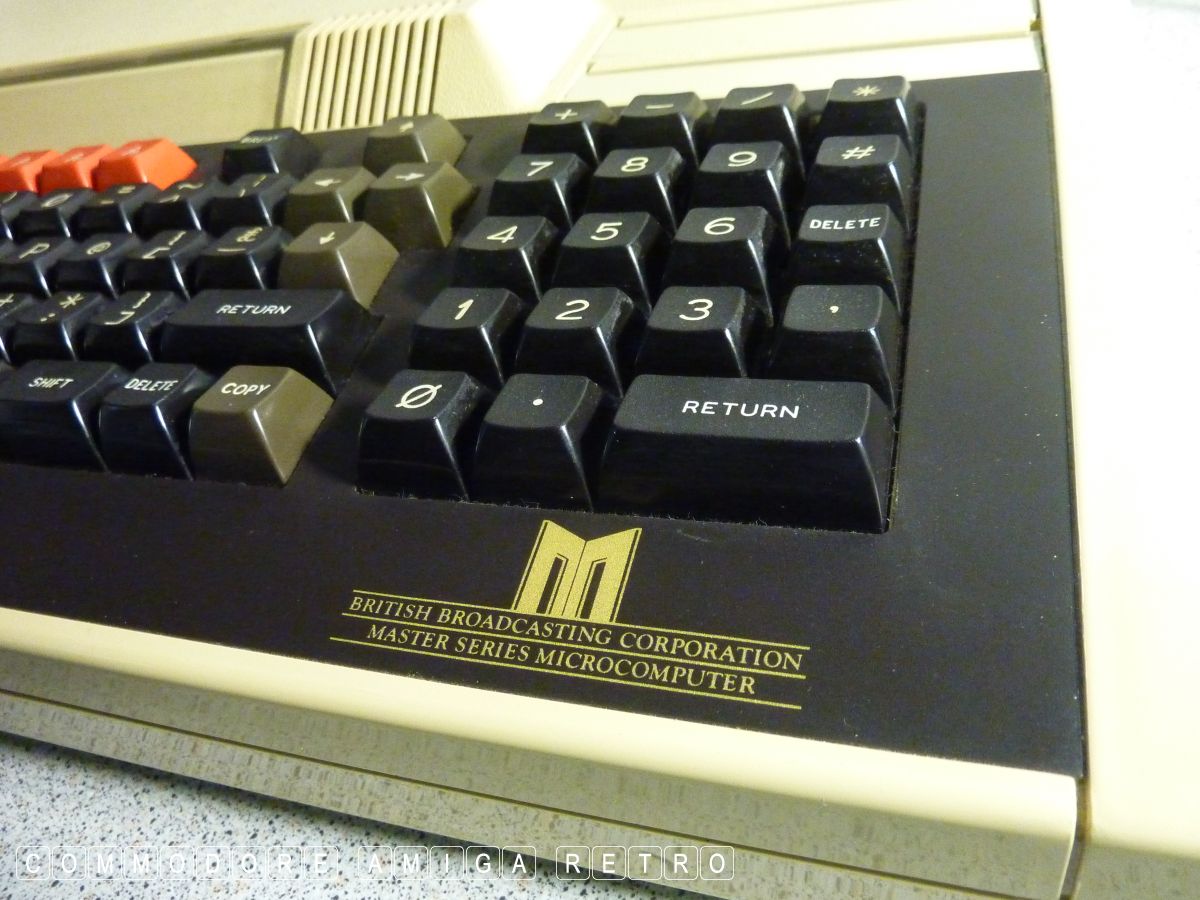 + - / *
7 8 9 #
4 5 6 DELETE
1 2 3 ,
0 . RETURN
← →
P @ [
* : } ]
RETURN
SHIFT DELETE COPY
BRITISH BROADCASTING CORPORATION
MASTER SERIES MICROCOMPUTER
COMMODORE AMIGA RETRO